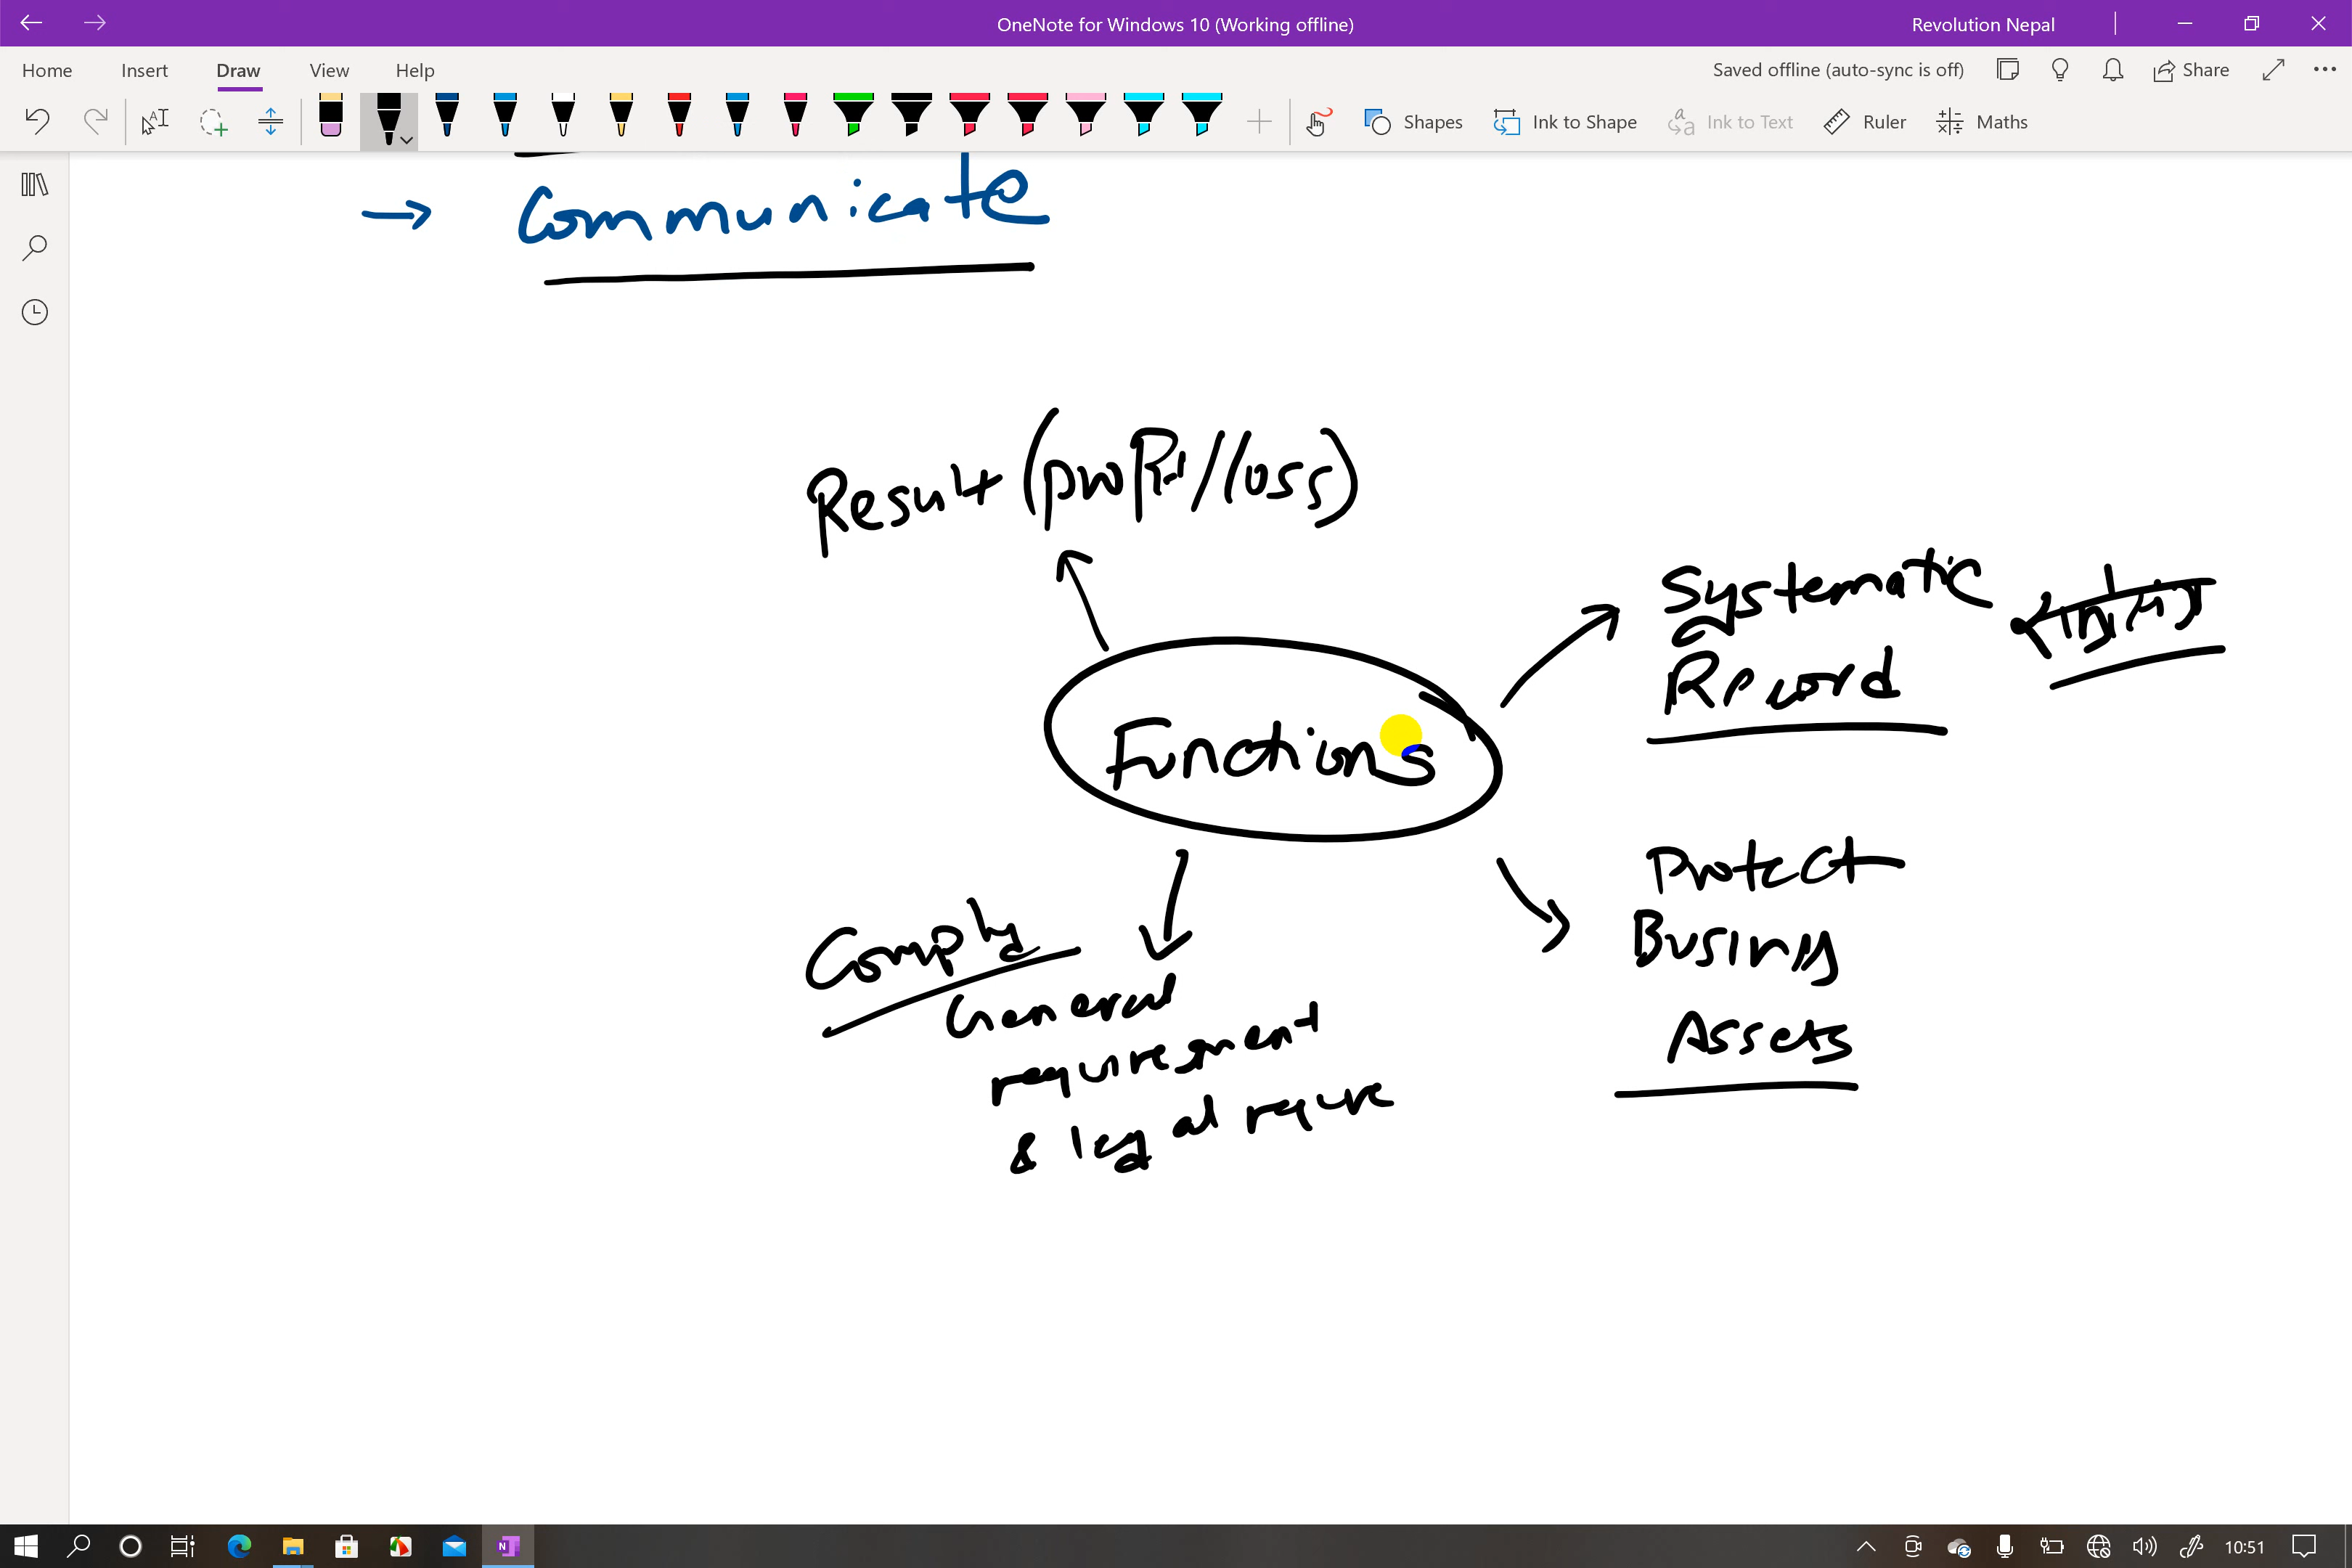 OneNote for Windows 10 (Working offline)
Revolution Nepal
Home Insert Draw View Help
Saved offline (auto-sync is off)
Share
Shapes
Ink to Shape
Ink to Text
Ruler
Maths
→ Communicate
Result (profit/loss)
Systematic
Record
Functions
Protect
Business
Assets
Comply
General
requirement
& legal require
10:51